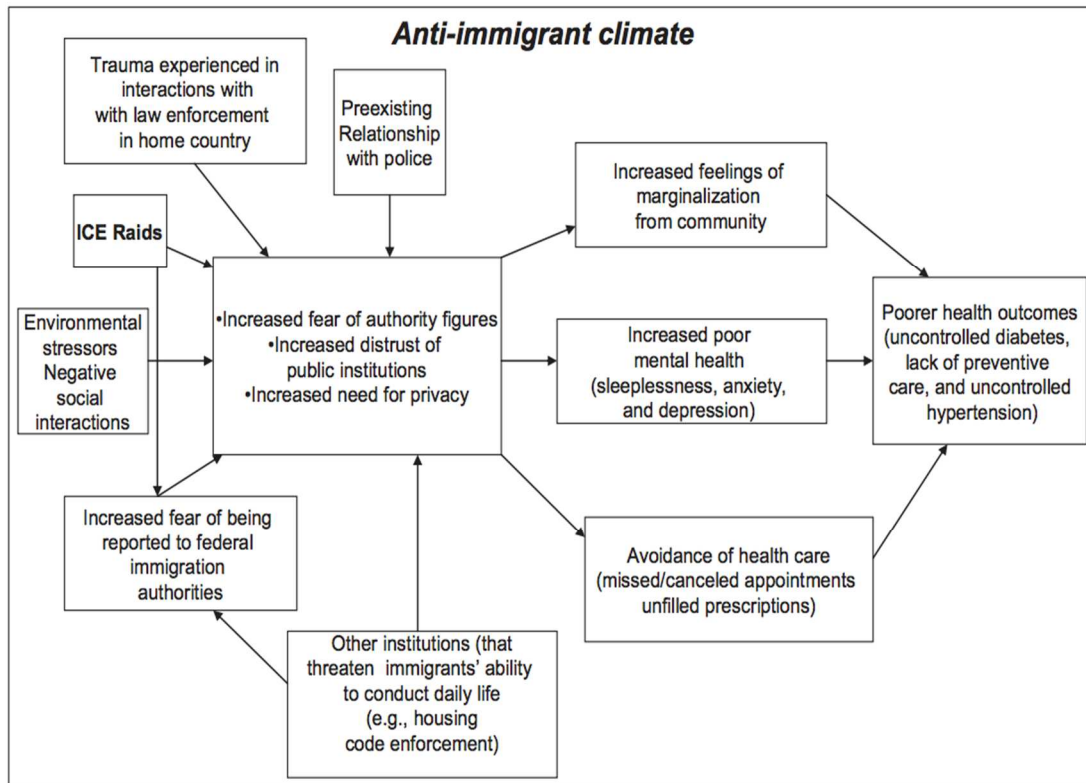 Anti-immigrant climate
Trauma experienced in
interactions with
with law enforcement
in home country
Preexisting
Relationship
with police
ICE Raids
Environmental
stressors
Negative
social
interactions
•Increased fear of authority figures
•Increased distrust of
public institutions
•Increased need for privacy
Increased feelings of
marginalization
from community
Increased poor
mental health
(sleeplessness, anxiety,
and depression)
Poorer health outcomes
(uncontrolled diabetes,
lack of preventive
care, and uncontrolled
hypertension)
Increased fear of being
reported to federal
immigration
authorities
Avoidance of health care
(missed/canceled appointments
unfilled prescriptions)
Other institutions (that
threaten immigrants’ ability
to conduct daily life
(e.g., housing
code enforcement)